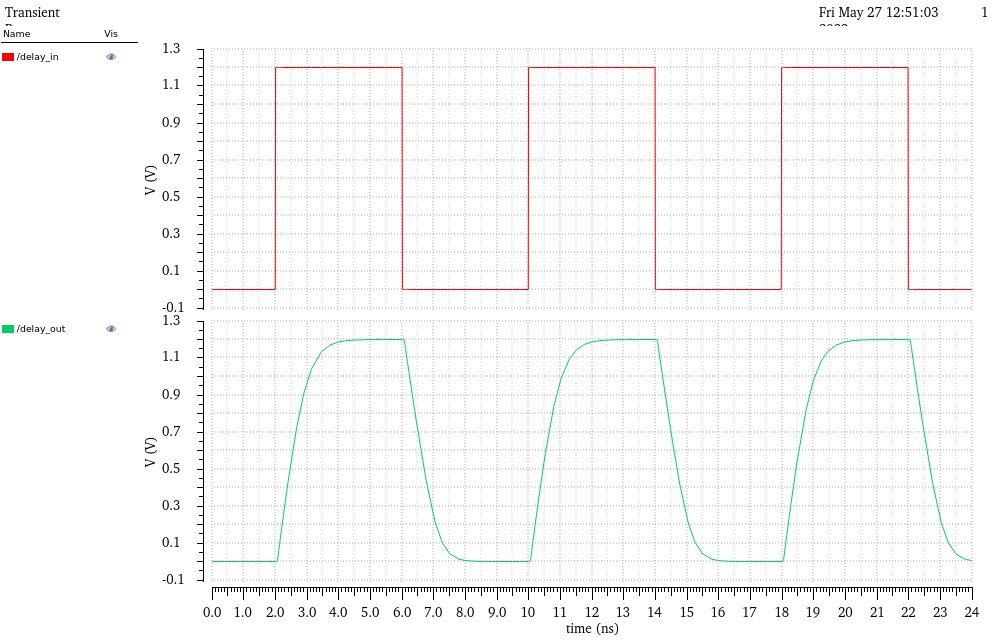 Transient
Fri May 27 12:51:03
1
Name Vis
/delay_in
1.3
1.1
0.9
0.7
0.5
0.3
0.1
-0.1
V (V)
/delay_out
1.3
1.1
0.9
0.7
0.5
0.3
0.1
-0.1
V (V)
0.0 1.0 2.0 3.0 4.0 5.0 6.0 7.0 8.0 9.0 10 11 12 13 14 15 16 17 18 19 20 21 22 23 24
time (ns)